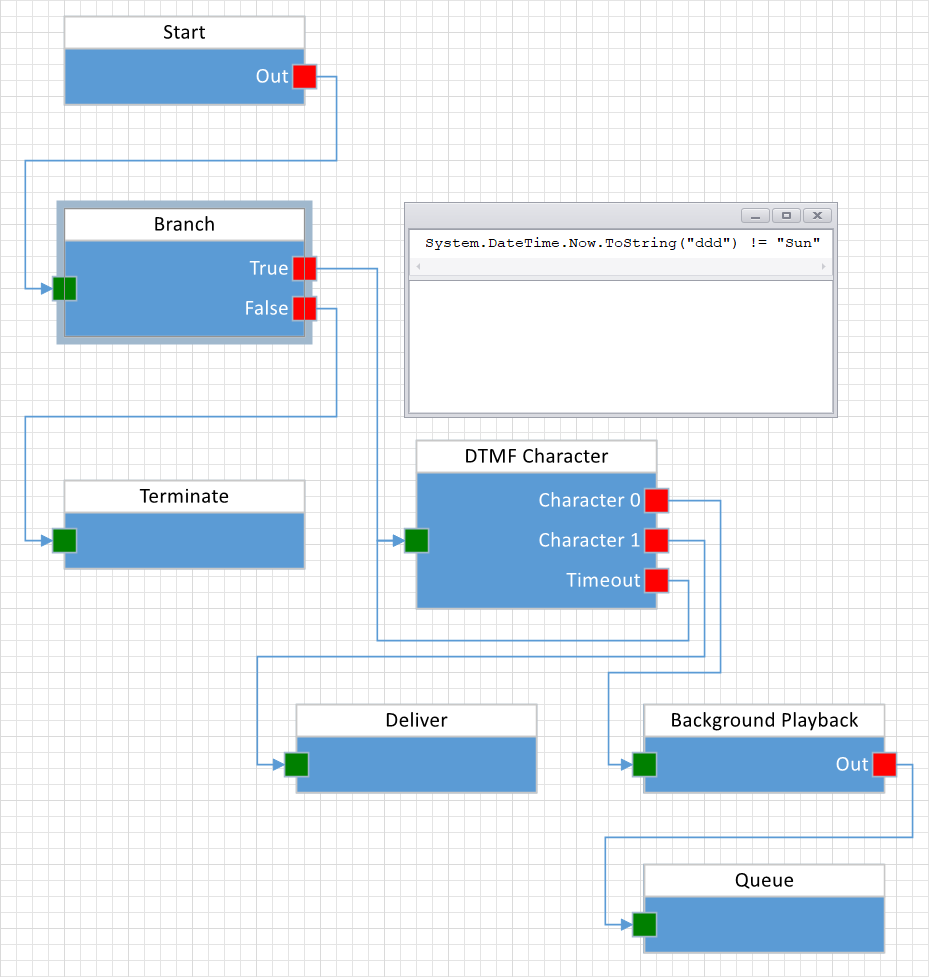 Start
Out
Branch
True
False
System.DateTime.Now.ToString("ddd") != "Sun"
DTMF Character
Character 0
Character 1
Timeout
Terminate
Deliver
Background Playback
Out
Queue